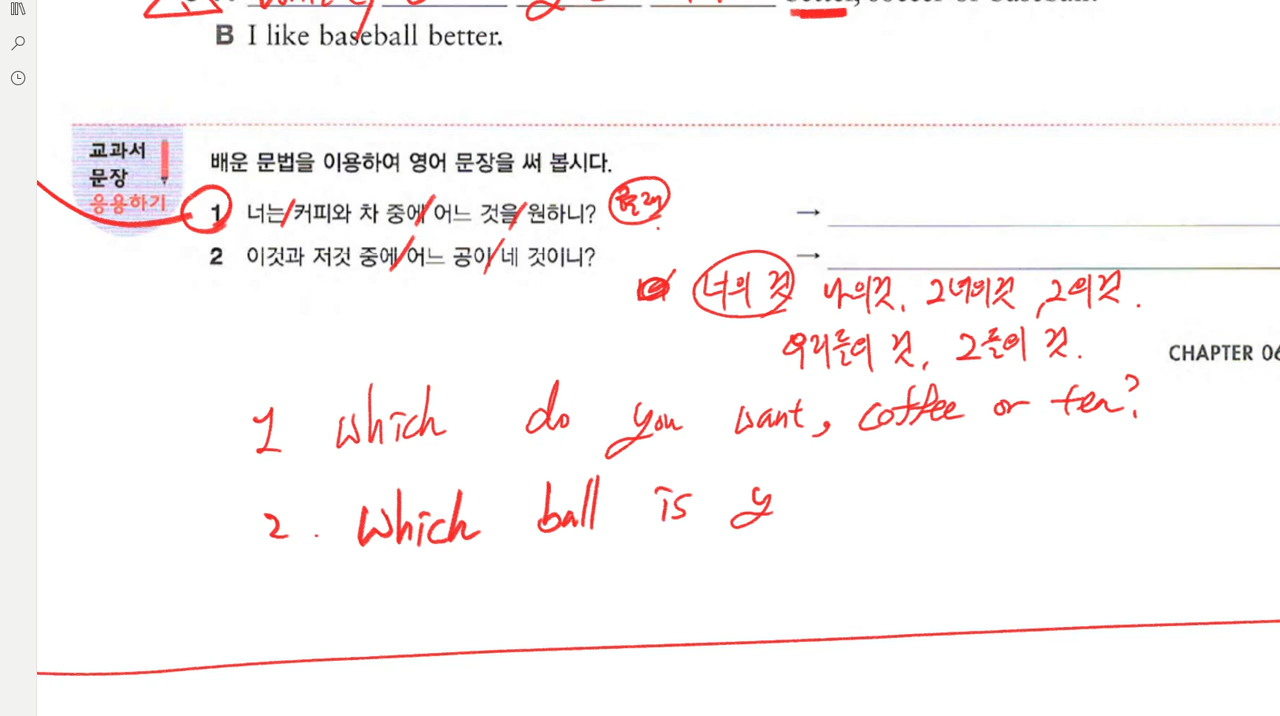 better, soccer or baseball?
B I like baseball better.
교과서
문장
응용하기
배운 문법을 이용하여 영어 문장을 써 봅시다.
1 너는/커피와 차 중에/어느 것을/원하니? →
2 이것과 저것 중에/어느 공이/네 것이니? →
너의 것 나의것, 그녀의것, 그의것.
우리들의 것, 그들의 것.
CHAPTER 06
1 which do you want, coffee or tea?
2. which ball is y